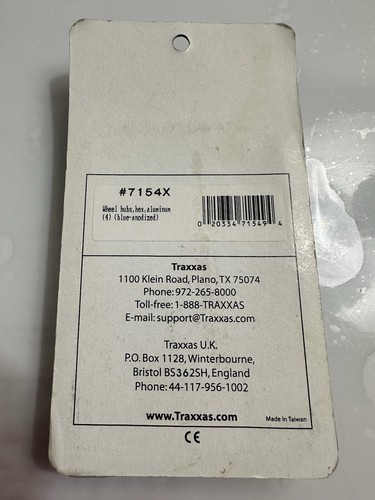 #7154X
Wheel hubs,hex,aluminum
(4) (blue-anodized)
0 20334 71549 4
Traxxas
1100 Klein Road, Plano, TX 75074
Phone: 972-265-8000
Toll-free: 1-888-TRAXXAS
E-mail: support@Traxxas.com
Traxxas U.K.
P.O. Box 1128, Winterbourne,
Bristol BS362SH, England
Phone: 44-117-956-1002
www.Traxxas.com
Made in Taiwan
CE